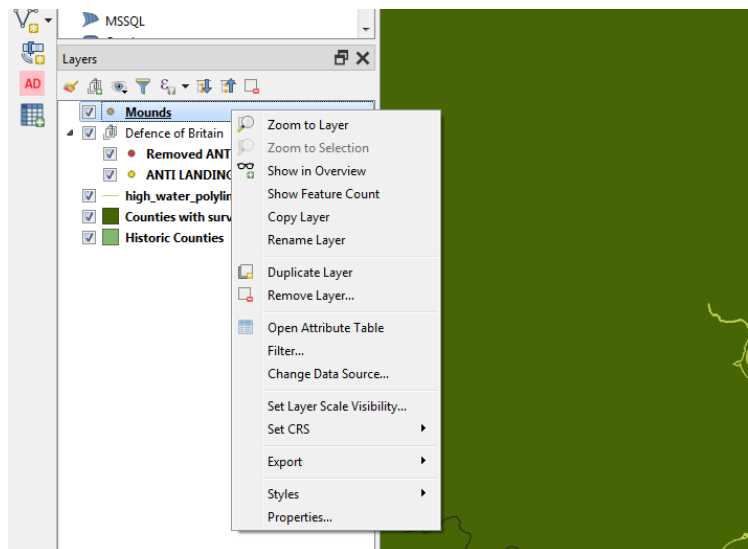 MSSQL
Layers
AD
Mounds
Defence of Britain
Removed ANT
ANTI LANDING
high_water_polylin
Counties with surv
Historic Counties
Zoom to Layer
Zoom to Selection
Show in Overview
Show Feature Count
Copy Layer
Rename Layer
Duplicate Layer
Remove Layer...
Open Attribute Table
Filter...
Change Data Source...
Set Layer Scale Visibility...
Set CRS
Export
Styles
Properties...